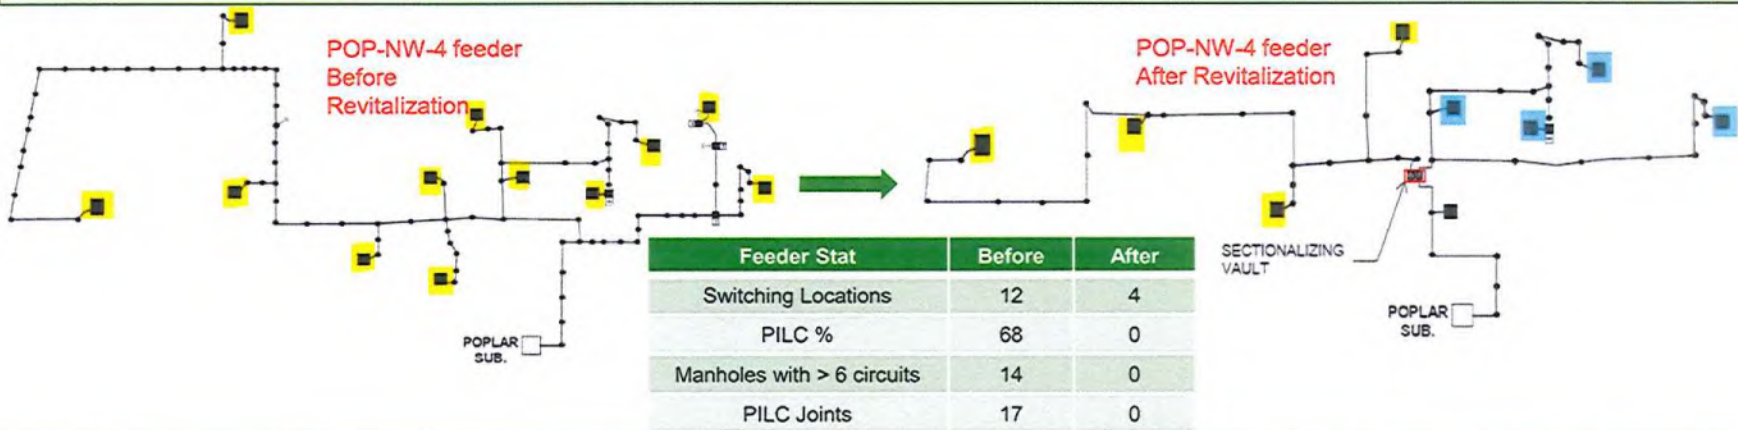 POP-NW-4 feeder
Before
Revitalization
POP-NW-4 feeder
After Revitalization
SECTIONALIZING
VAULT
POPLAR
SUB.
POPLAR
SUB.
Feeder Stat Before After
Switching Locations 12 4
PILC % 68 0
Manholes with > 6 circuits 14 0
PILC Joints 17 0